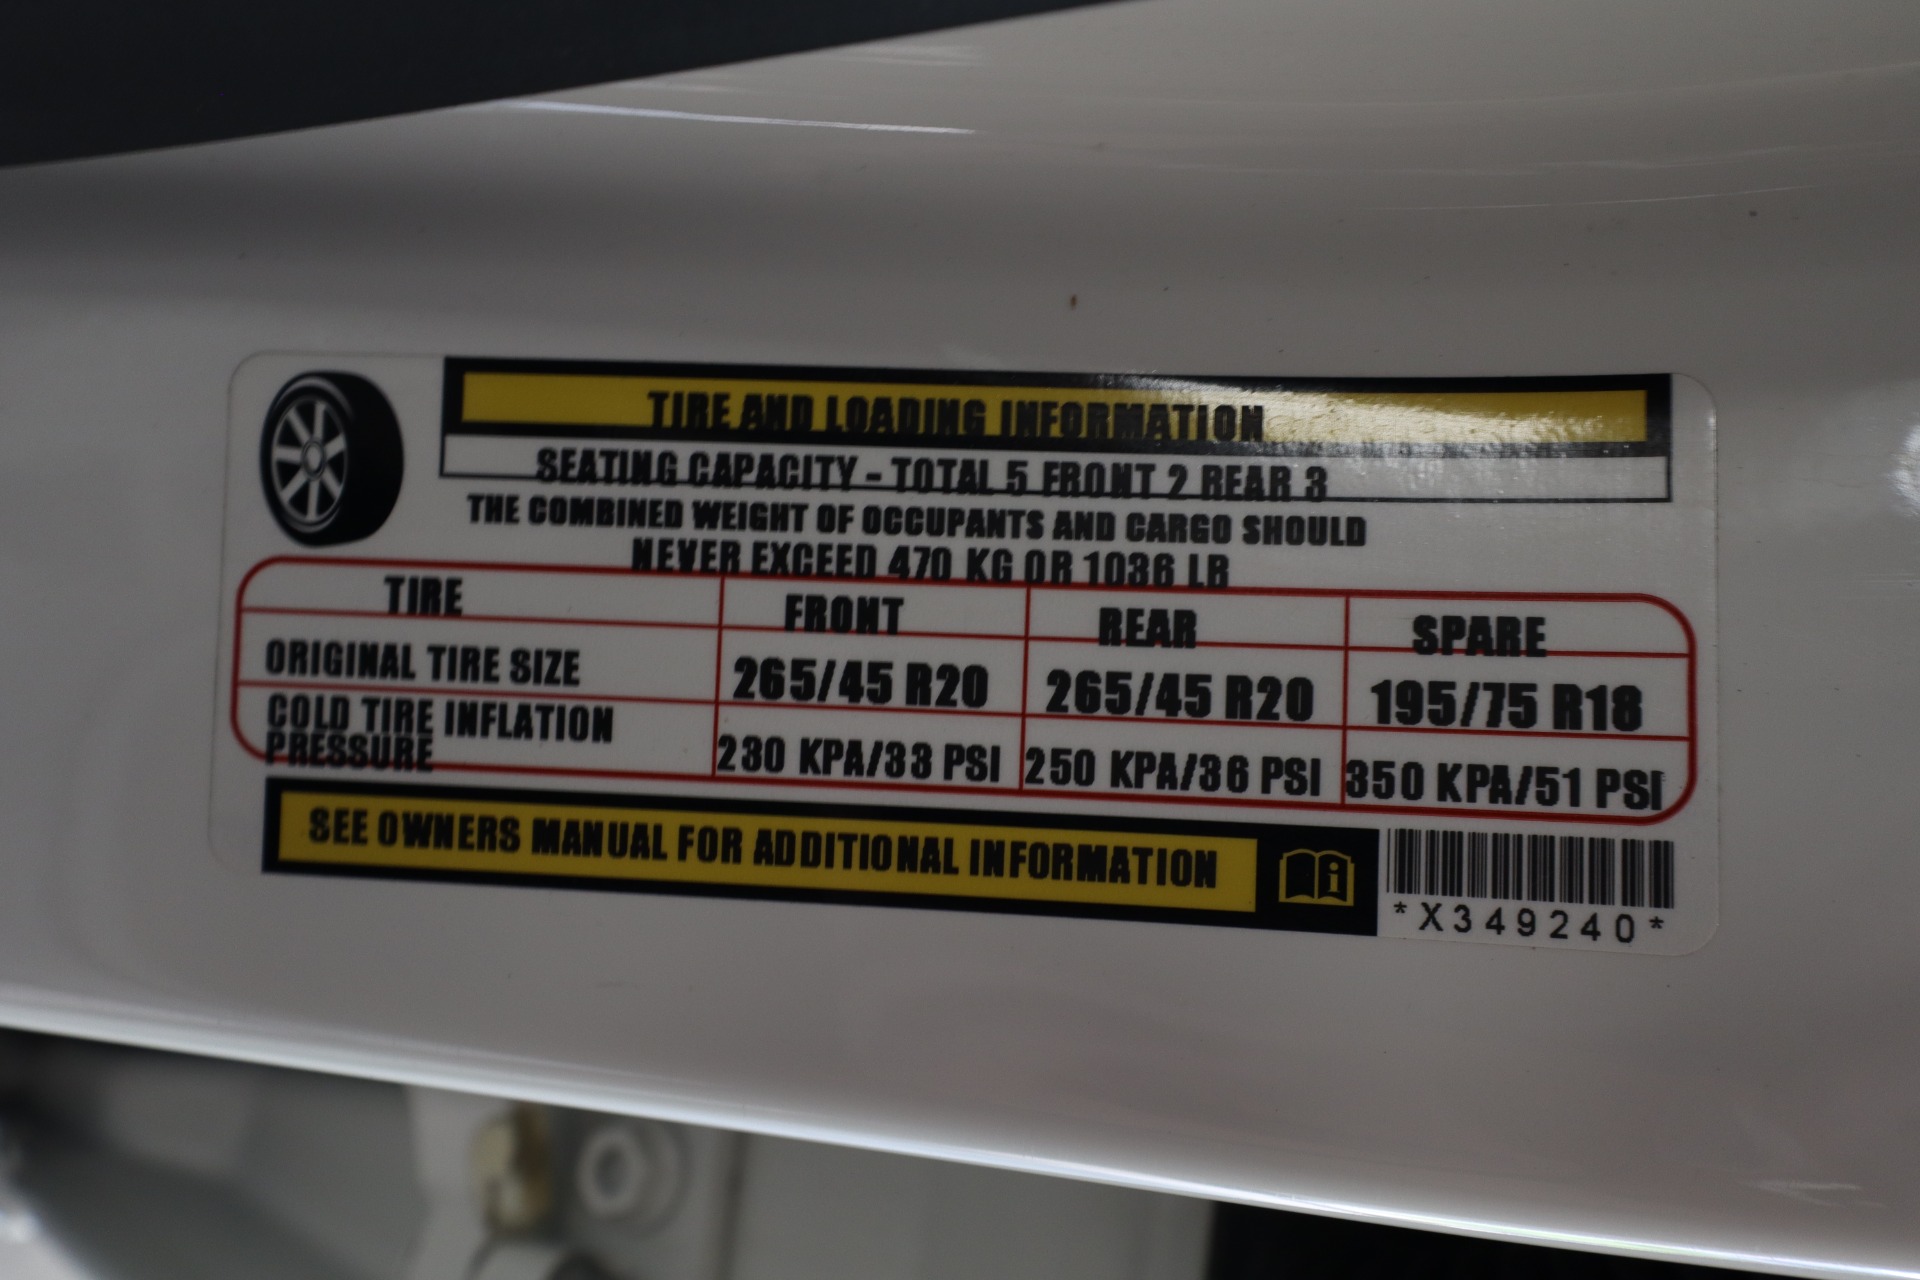 TIRE AND LOADING INFORMATION
SEATING CAPACITY - TOTAL 5 FRONT 2 REAR 3
THE COMBINED WEIGHT OF OCCUPANTS AND CARGO SHOULD
NEVER EXCEED 470 KG OR 1036 LB
TIRE FRONT REAR SPARE
ORIGINAL TIRE SIZE 265/45 R20 265/45 R20 195/75 R18
COLD TIRE INFLATION
PRESSURE 230 KPA/33 PSI 250 KPA/36 PSI 350 KPA/51 PSI
SEE OWNERS MANUAL FOR ADDITIONAL INFORMATION
*X349240*